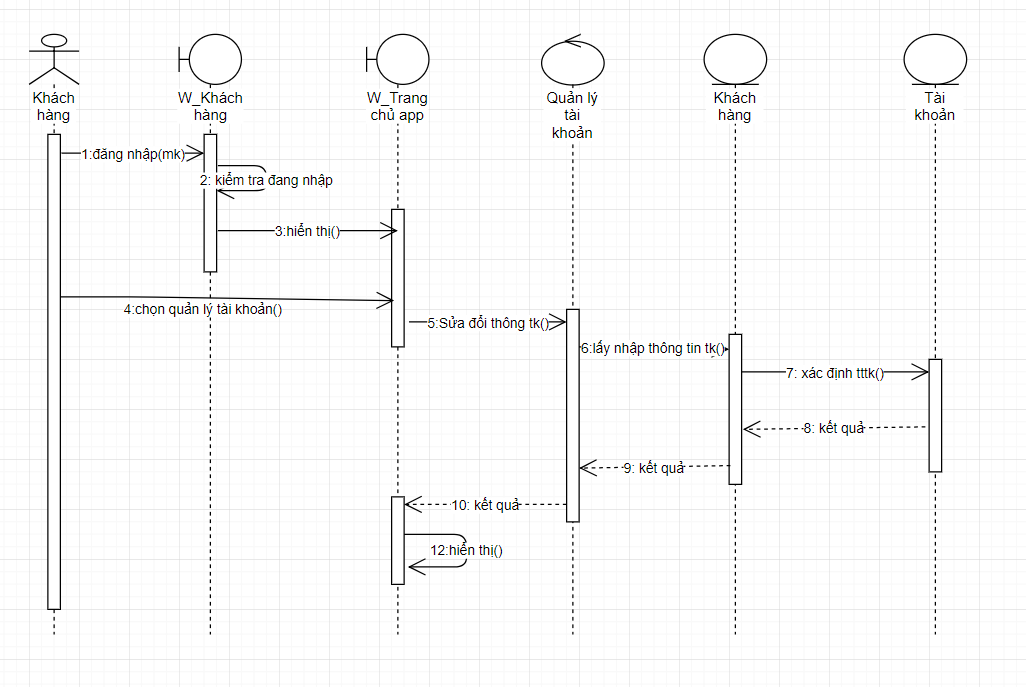 Khách
hàng
W_Khách
hàng
W_Trang
chủ app
Quản lý
tài
khoản
Khách
hàng
Tài
khoản
1:đăng nhập(mk)
2: kiểm tra đang nhập
3:hiển thị()
4:chọn quản lý tài khoản()
5:Sửa đổi thông tk()
6:lấy nhập thông tin tk()
7: xác định tttk()
8: kết quả
9: kết quả
10: kết quả
12:hiển thị()